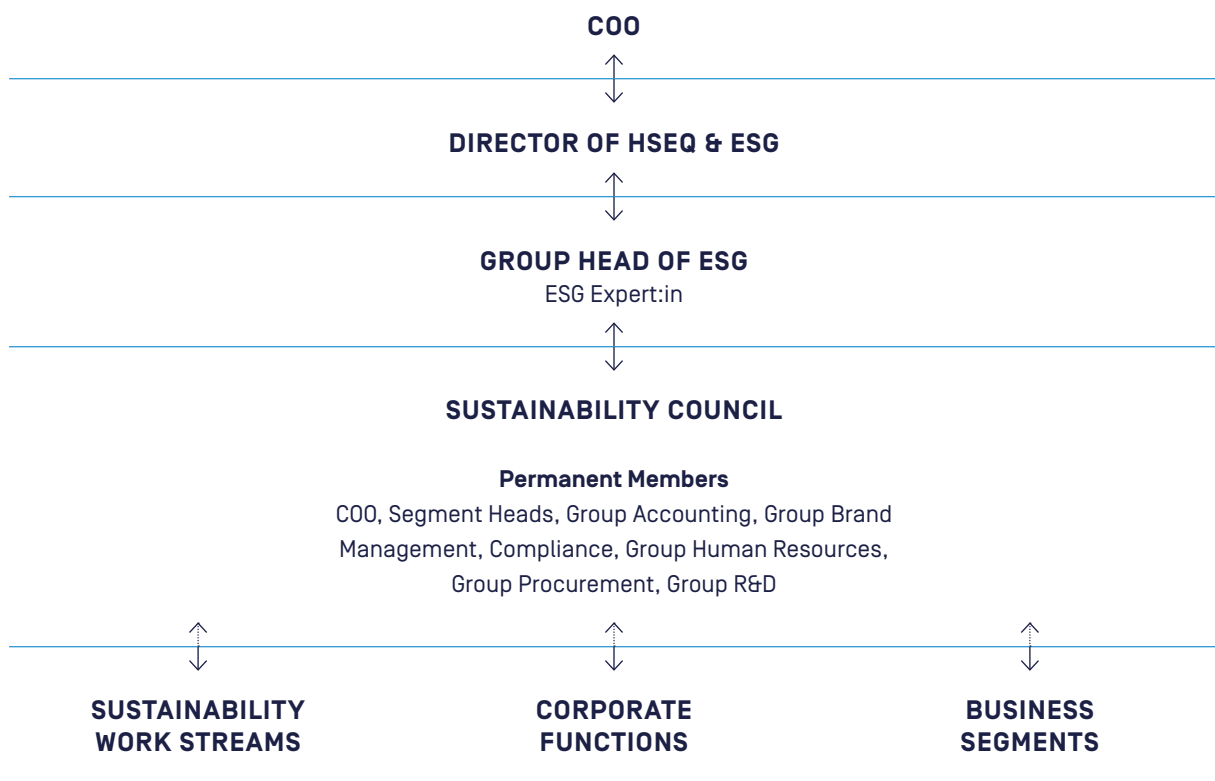 COO
DIRECTOR OF HSEQ & ESG
GROUP HEAD OF ESG
ESG Expert:in
SUSTAINABILITY COUNCIL
Permanent Members
COO, Segment Heads, Group Accounting, Group Brand
Management, Compliance, Group Human Resources,
Group Procurement, Group R&D
SUSTAINABILITY
WORK STREAMS
CORPORATE
FUNCTIONS
BUSINESS
SEGMENTS